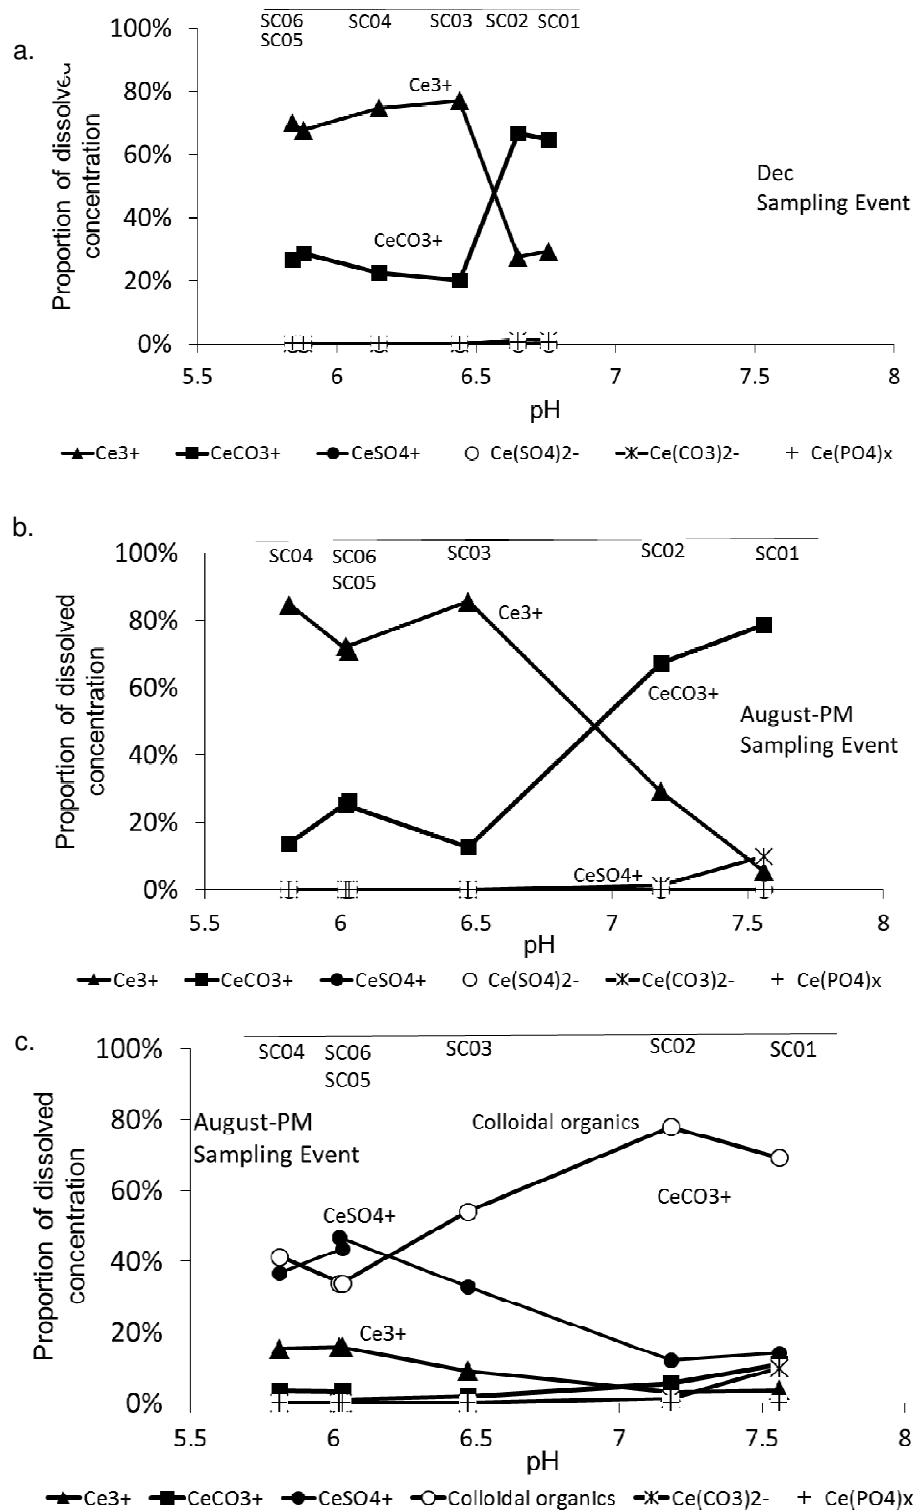 SC06 SC04 SC03 SC02 SC01
SC05
a.
100%
80%
60%
40%
20%
0%
Proportion of dissolved
concentration
Ce3+
CeCO3+
Dec
Sampling Event
5.5 6 6.5 7 7.5 8
pH
Ce3+ CeCO3+ CeSO4+ Ce(SO4)2- Ce(CO3)2- Ce(PO4)x
b.
SC04 SC06 SC03 SC02 SC01
SC05
100%
80%
60%
40%
20%
0%
Proportion of dissolved
concentration
Ce3+
CeCO3+
August-PM
Sampling Event
CeSO4+
5.5 6 6.5 7 7.5 8
pH
Ce3+ CeCO3+ CeSO4+ Ce(SO4)2- Ce(CO3)2- Ce(PO4)x
c.
SC04 SC06 SC03 SC02 SC01
SC05
100%
80%
60%
40%
20%
0%
Proportion of dissolved
concentration
August-PM
Sampling Event
Colloidal organics
CeCO3+
CeSO4+
Ce3+
5.5 6 6.5 7 7.5 8
pH
Ce3+ CeCO3+ CeSO4+ Colloidal organics Ce(CO3)2- Ce(PO4)x